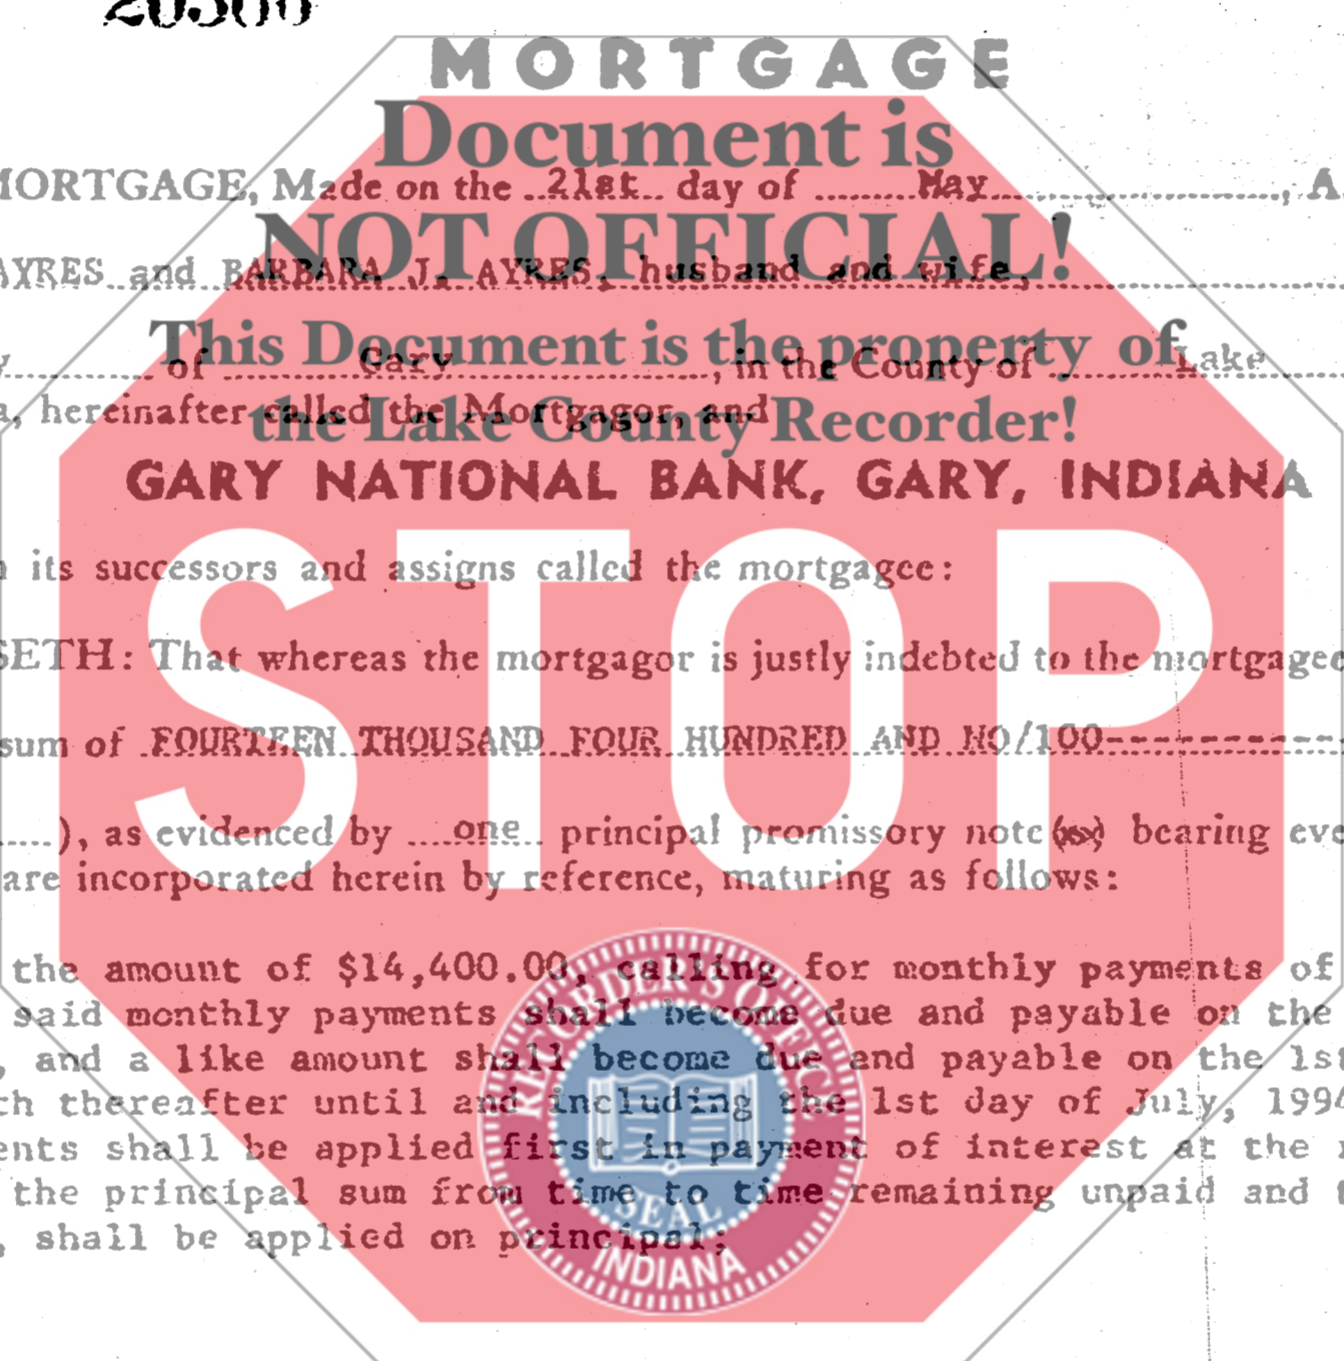 MORTGAGE
Document is
MORTGAGE, Made on the 21st day of May, A.
NOT OFFICIAL!
AYRES and BARBARA J. AYRES, husband and wife,
This Document is the property of
of Gary, in the County of Lake
hereinafter called the Mortgagor, and
the Lake County Recorder!
GARY NATIONAL BANK, GARY, INDIANA
STOP
its successors and assigns called the mortgagee:
SETH: That whereas the mortgagor is justly indebted to the mortgagee
sum of FOURTEEN THOUSAND FOUR HUNDRED AND NO/100-----------
), as evidenced by one principal promissory note(s) bearing eve
are incorporated herein by reference, maturing as follows:
the amount of $14,400.00, calling for monthly payments of
said monthly payments shall become due and payable on the
, and a like amount shall become due and payable on the 1st
th thereafter until and including the 1st day of July, 1994
ents shall be applied first in payment of interest at the
the principal sum from time to time remaining unpaid and
, shall be applied on principal;
RECORDER'S OFFICE
SEAL
INDIANA